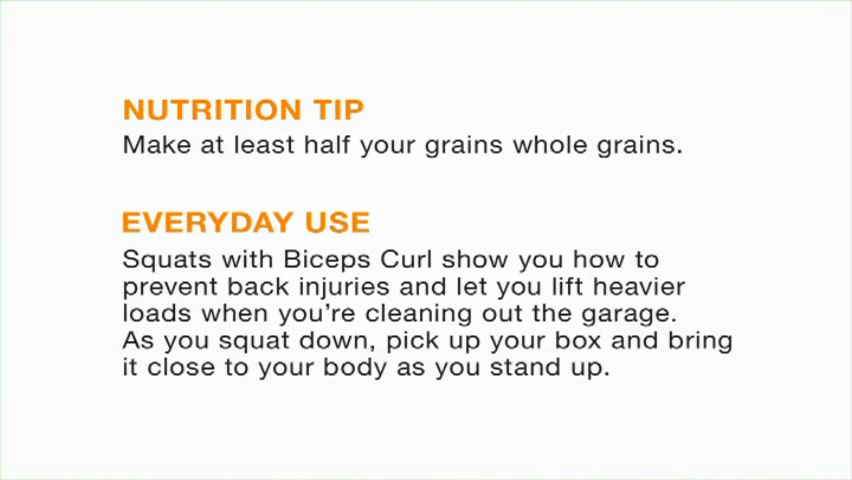 NUTRITION TIP
Make at least half your grains whole grains.
EVERYDAY USE
Squats with Biceps Curl show you how to
prevent back injuries and let you lift heavier
loads when you’re cleaning out the garage.
As you squat down, pick up your box and bring
it close to your body as you stand up.